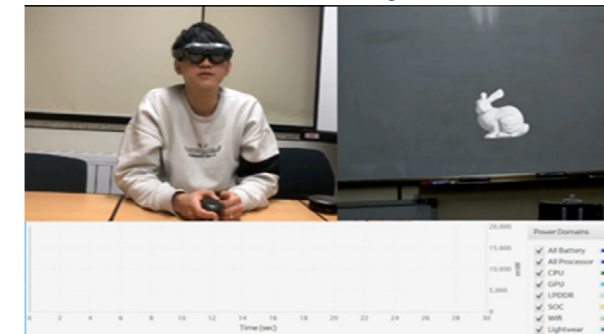 20,000
15,000
10,000
5,000
0
mW
0 2 4 6 8 10 12 14 16 18 20 22 24 26 28 30
Time (sec)
Power Domains
All Battery
All Processor
CPU
GPU
LPDDR
SOC
Wifi
Lightwear